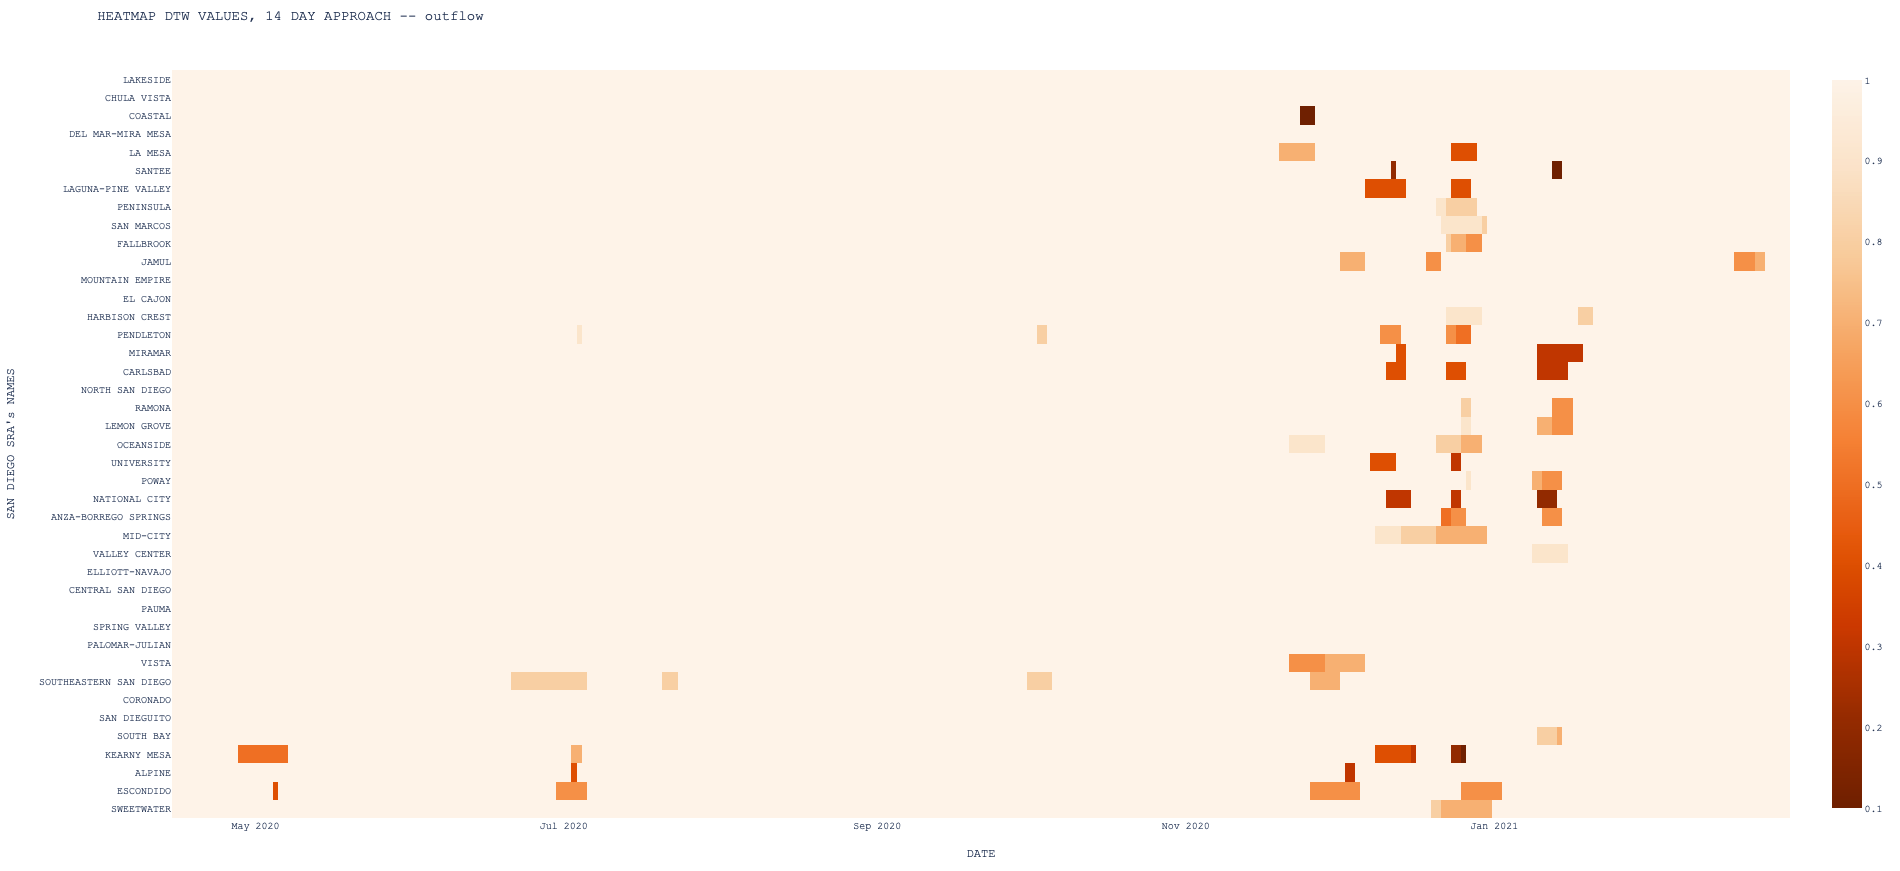 HEATMAP DTW VALUES, 14 DAY APPROACH -- outflow
LAKESIDE
CHULA VISTA
COASTAL
DEL MAR-MIRA MESA
LA MESA
SANTEE
LAGUNA-PINE VALLEY
PENINSULA
SAN MARCOS
FALLBROOK
JAMUL
MOUNTAIN EMPIRE
EL CAJON
HARBISON CREST
PENDLETON
MIRAMAR
CARLSBAD
NORTH SAN DIEGO
RAMONA
LEMON GROVE
OCEANSIDE
UNIVERSITY
POWAY
NATIONAL CITY
ANZA-BORREGO SPRINGS
MID-CITY
VALLEY CENTER
ELLIOTT-NAVAJO
CENTRAL SAN DIEGO
PAUMA
SPRING VALLEY
PALOMAR-JULIAN
VISTA
SOUTHEASTERN SAN DIEGO
CORONADO
SAN DIEGUITO
SOUTH BAY
KEARNY MESA
ALPINE
ESCONDIDO
SWEETWATER
SAN DIEGO SRA's NAMES
May 2020
Jul 2020
Sep 2020
Nov 2020
Jan 2021
DATE
1
0.9
0.8
0.7
0.6
0.5
0.4
0.3
0.2
0.1